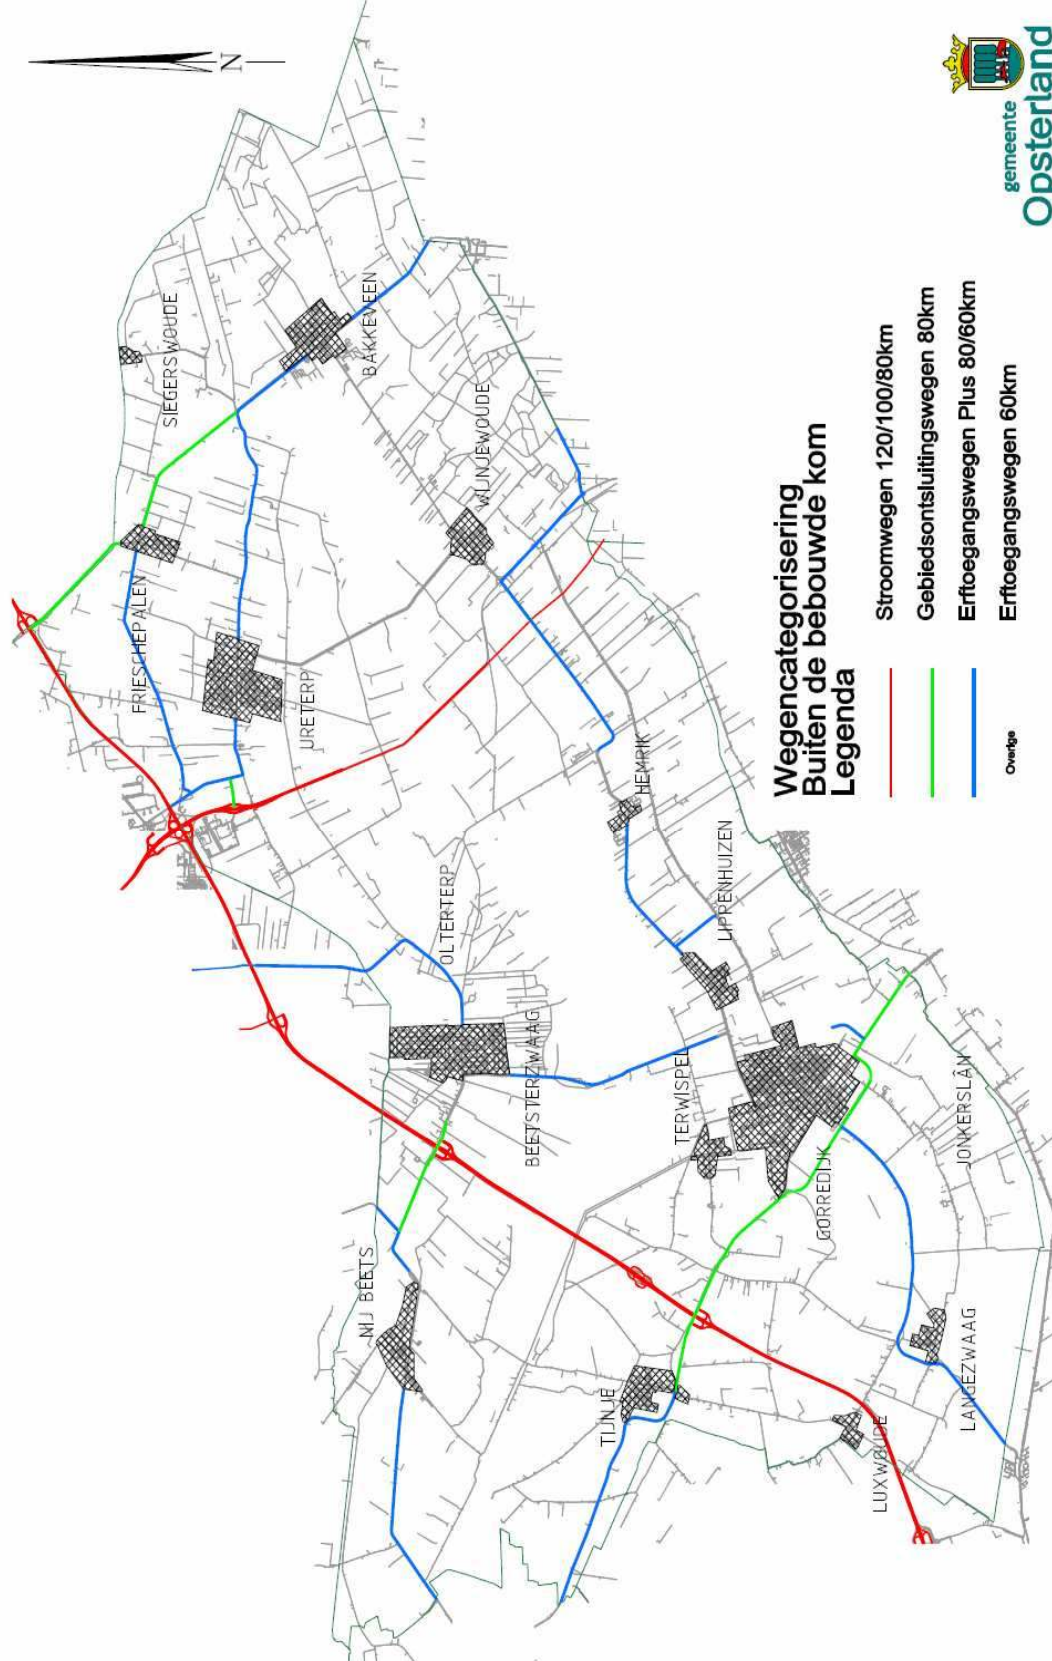 N
SIEGERSWOUDE
BAKKEVEEN
WIJNJEWOUDE
FRIESCHEPALEN
URETERP
HEMRIK
OLTERTERP
LIPPENHUIZEN
BEETSTERZWAAG
TERWISPEL
JONKERSLÂN
GORREDIJK
NIJ BEETS
TIJNJE
LANGEZWAAG
LUXWOUDE
Wegencategorisering
Buiten de bebouwde kom
Legenda
Stroomwegen 120/100/80km
Gebiedsontsluitingswegen 80km
Erftoegangswegen Plus 80/60km
Overige
Erftoegangswegen 60km
gemeente
Opsterland